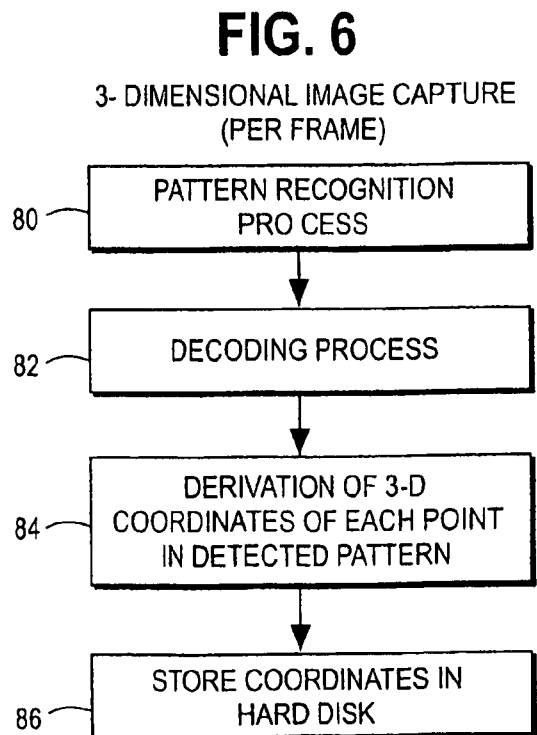 FIG. 6
3- DIMENSIONAL IMAGE CAPTURE
(PER FRAME)
80
PATTERN RECOGNITION
PRO CESS
82
DECODING PROCESS
84
DERIVATION OF 3-D
COORDINATES OF EACH POINT
IN DETECTED PATTERN
86
STORE COORDINATES IN
HARD DISK